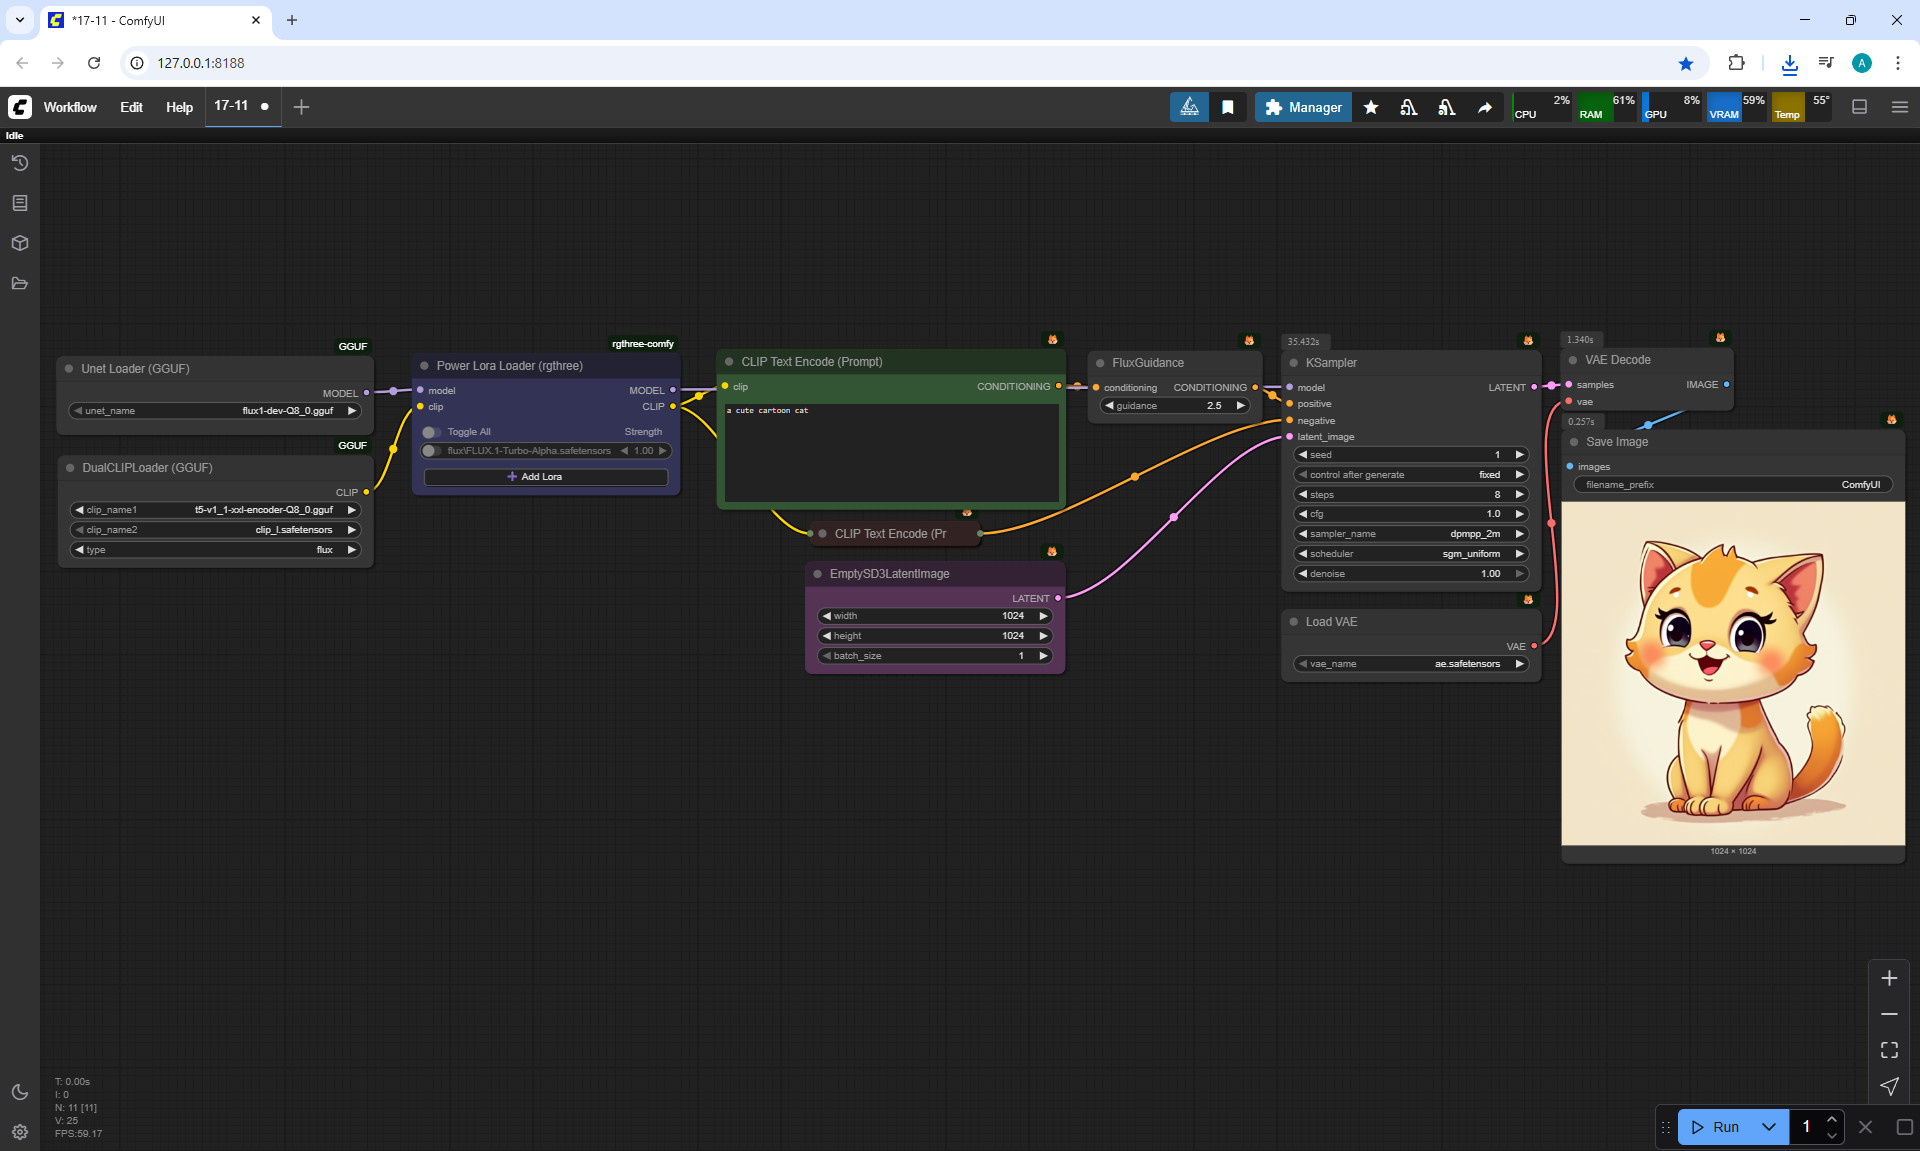 *17-11 - ComfyUI
127.0.0.1:8188
A
Workflow Edit Help 17-11
Manager
2% 61% 8% 59% 55°
CPU RAM GPU VRAM Temp
Idle
GGUF
Unet Loader (GGUF)
MODEL
unet_name flux1-dev-Q8_0.gguf
GGUF
DualCLIPLoader (GGUF)
CLIP
clip_name1 t5-v1_1-xxl-encoder-Q8_0.gguf
clip_name2 clip_l.safetensors
type flux
rgthree-comfy
Power Lora Loader (rgthree)
model MODEL
clip CLIP
Toggle All Strength
flux\FLUX.1-Turbo-Alpha.safetensors 1.00
Add Lora
CLIP Text Encode (Prompt)
clip CONDITIONING
a cute cartoon cat
CLIP Text Encode (Pr
EmptySD3LatentImage
LATENT
width 1024
height 1024
batch_size 1
FluxGuidance
conditioning CONDITIONING
guidance 2.5
35.432s
KSampler
model LATENT
positive
negative
latent_image
seed 1
control after generate fixed
steps 8
cfg 1.0
sampler_name dpmpp_2m
scheduler sgm_uniform
denoise 1.00
Load VAE
VAE
vae_name ae.safetensors
1.340s
VAE Decode
samples IMAGE
vae
0.257s
Save Image
images
filename_prefix ComfyUI
1024 × 1024
T: 0.00s
I: 0
N: 11 [11]
V: 25
FPS:59.17
Run 1